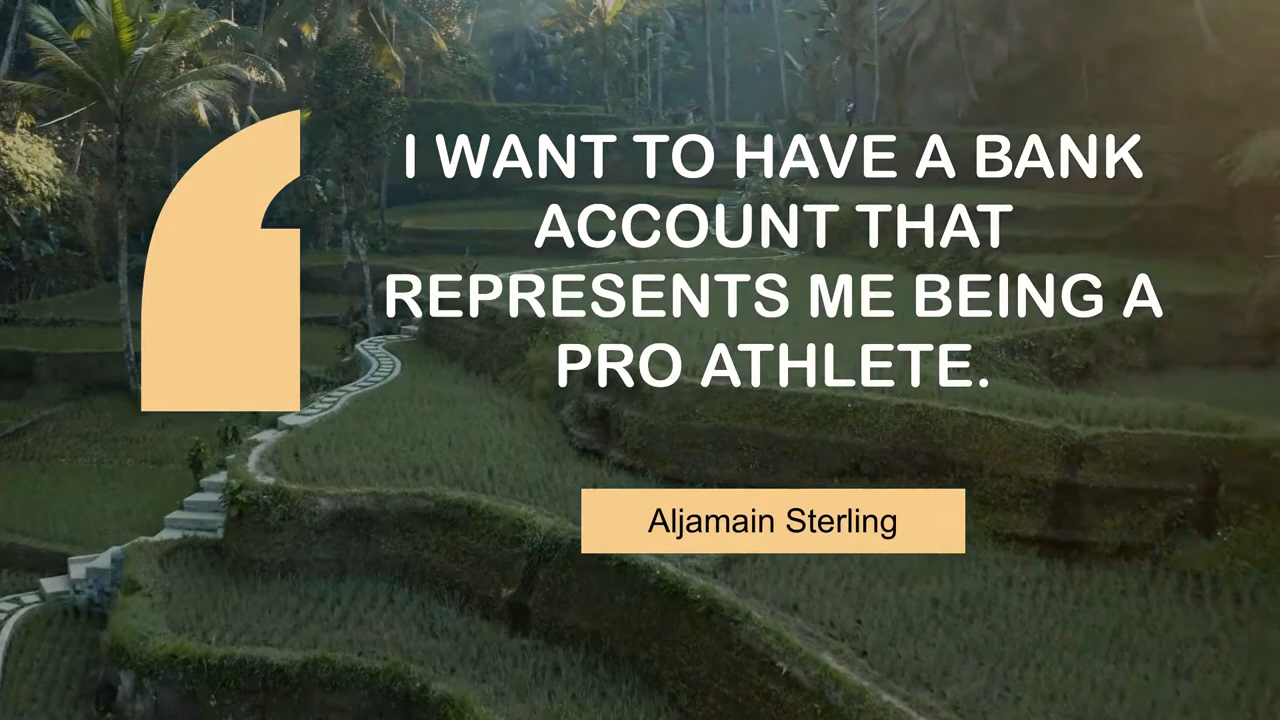 I WANT TO HAVE A BANK
ACCOUNT THAT
REPRESENTS ME BEING A
PRO ATHLETE.
Aljamain Sterling